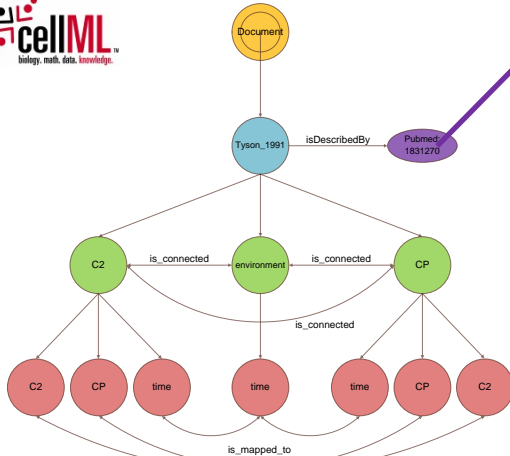 cellML™
biology. math. data. knowledge.
Document
Tyson_1991
isDescribedBy
Pubmed:
1831270
C2
is_connected
environment
is_connected
CP
is_connected
C2
CP
time
time
time
CP
C2
is_mapped_to